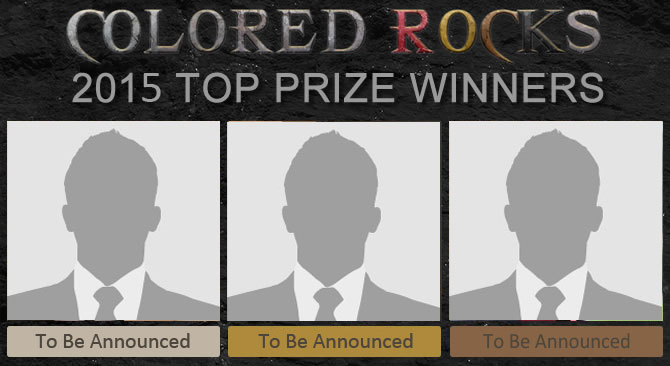 COLORED ROCKS
2015 TOP PRIZE WINNERS
To Be Announced
To Be Announced
To Be Announced